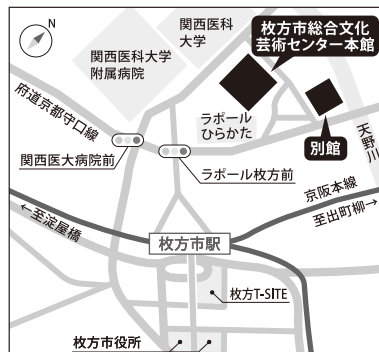 N
関西医科
大学
枚方市総合文化
芸術センター本館
関西医科大学
附属病院
府道京都守口線
ラポール
ひらかた
別館
天野川
関西医大病院前
ラポール枚方前
京阪本線
至出町柳→
←至淀屋橋
枚方市駅
枚方T-SITE
枚方市役所